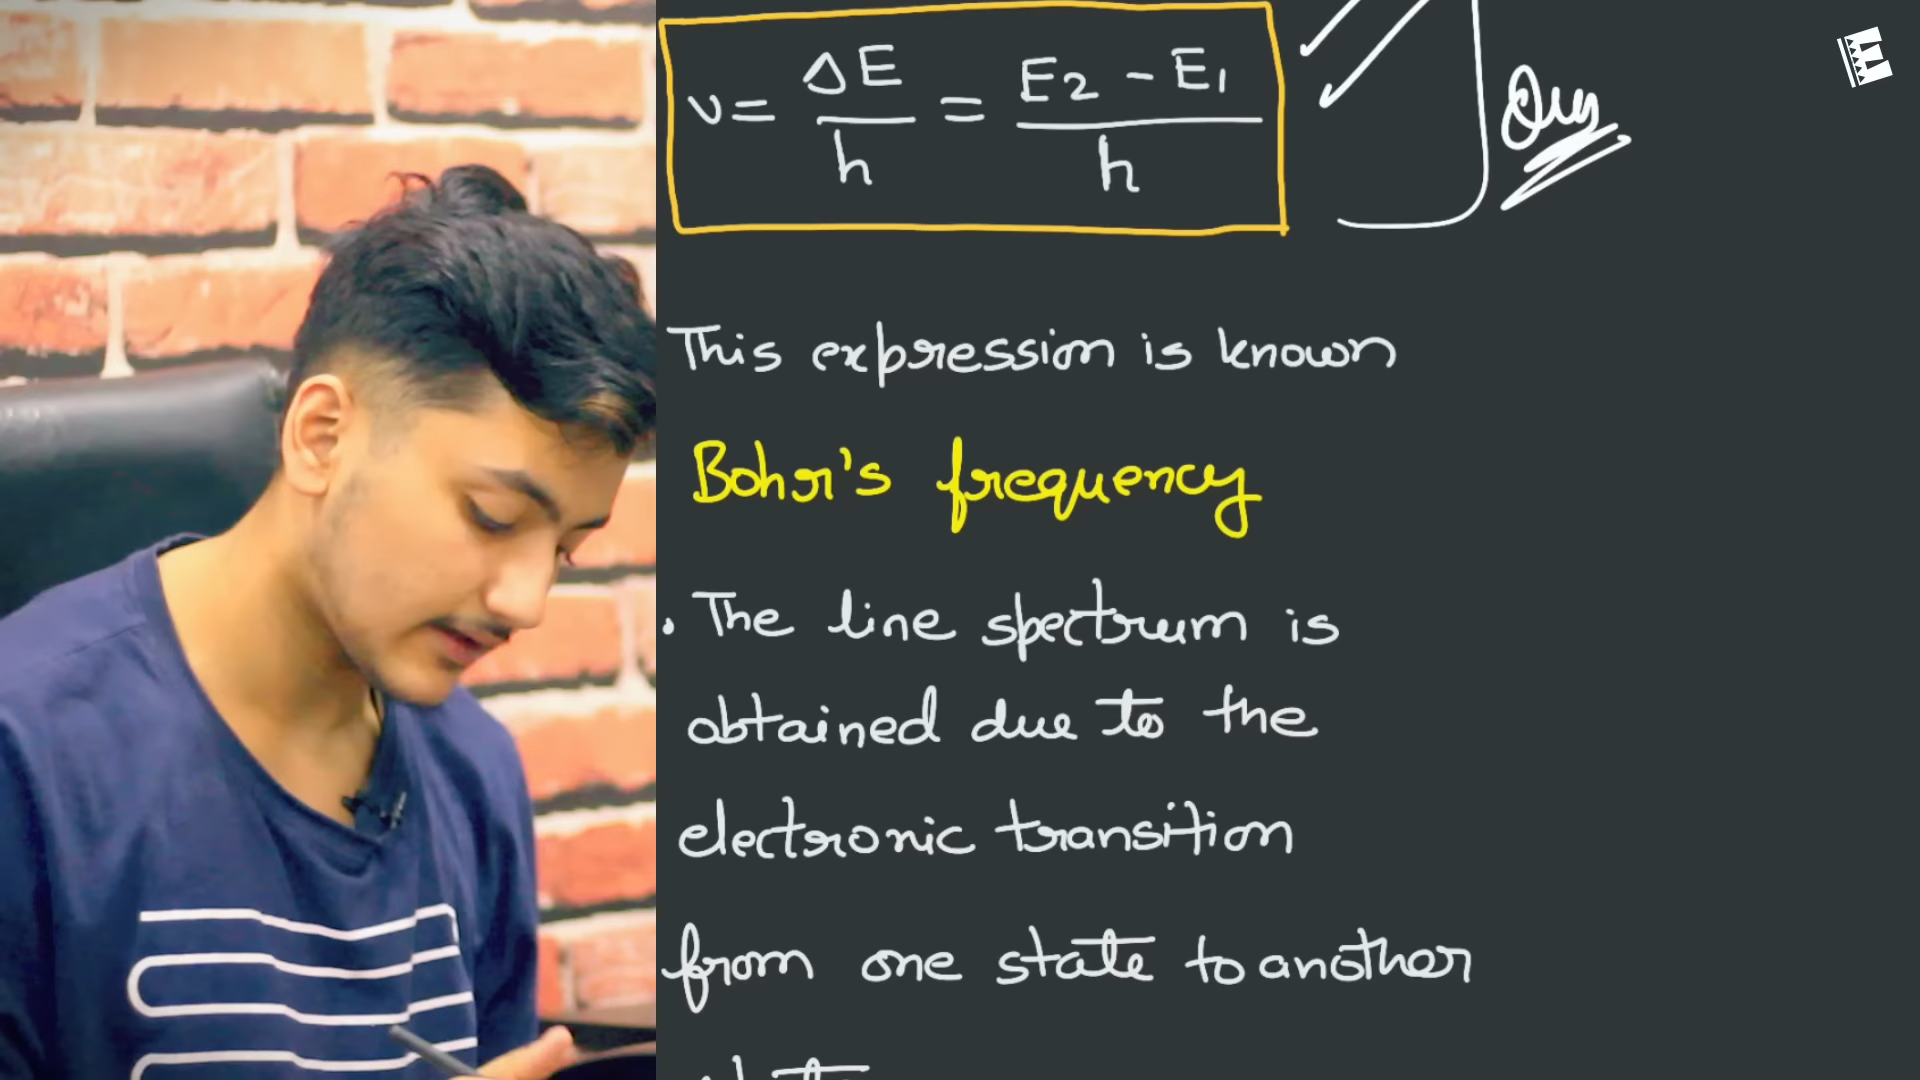 ν = ΔE/h = E2 - E1/h
Ques
This expression is known
Bohr's frequency
. The line spectrum is
obtained due to the
electronic transition
from one state to another